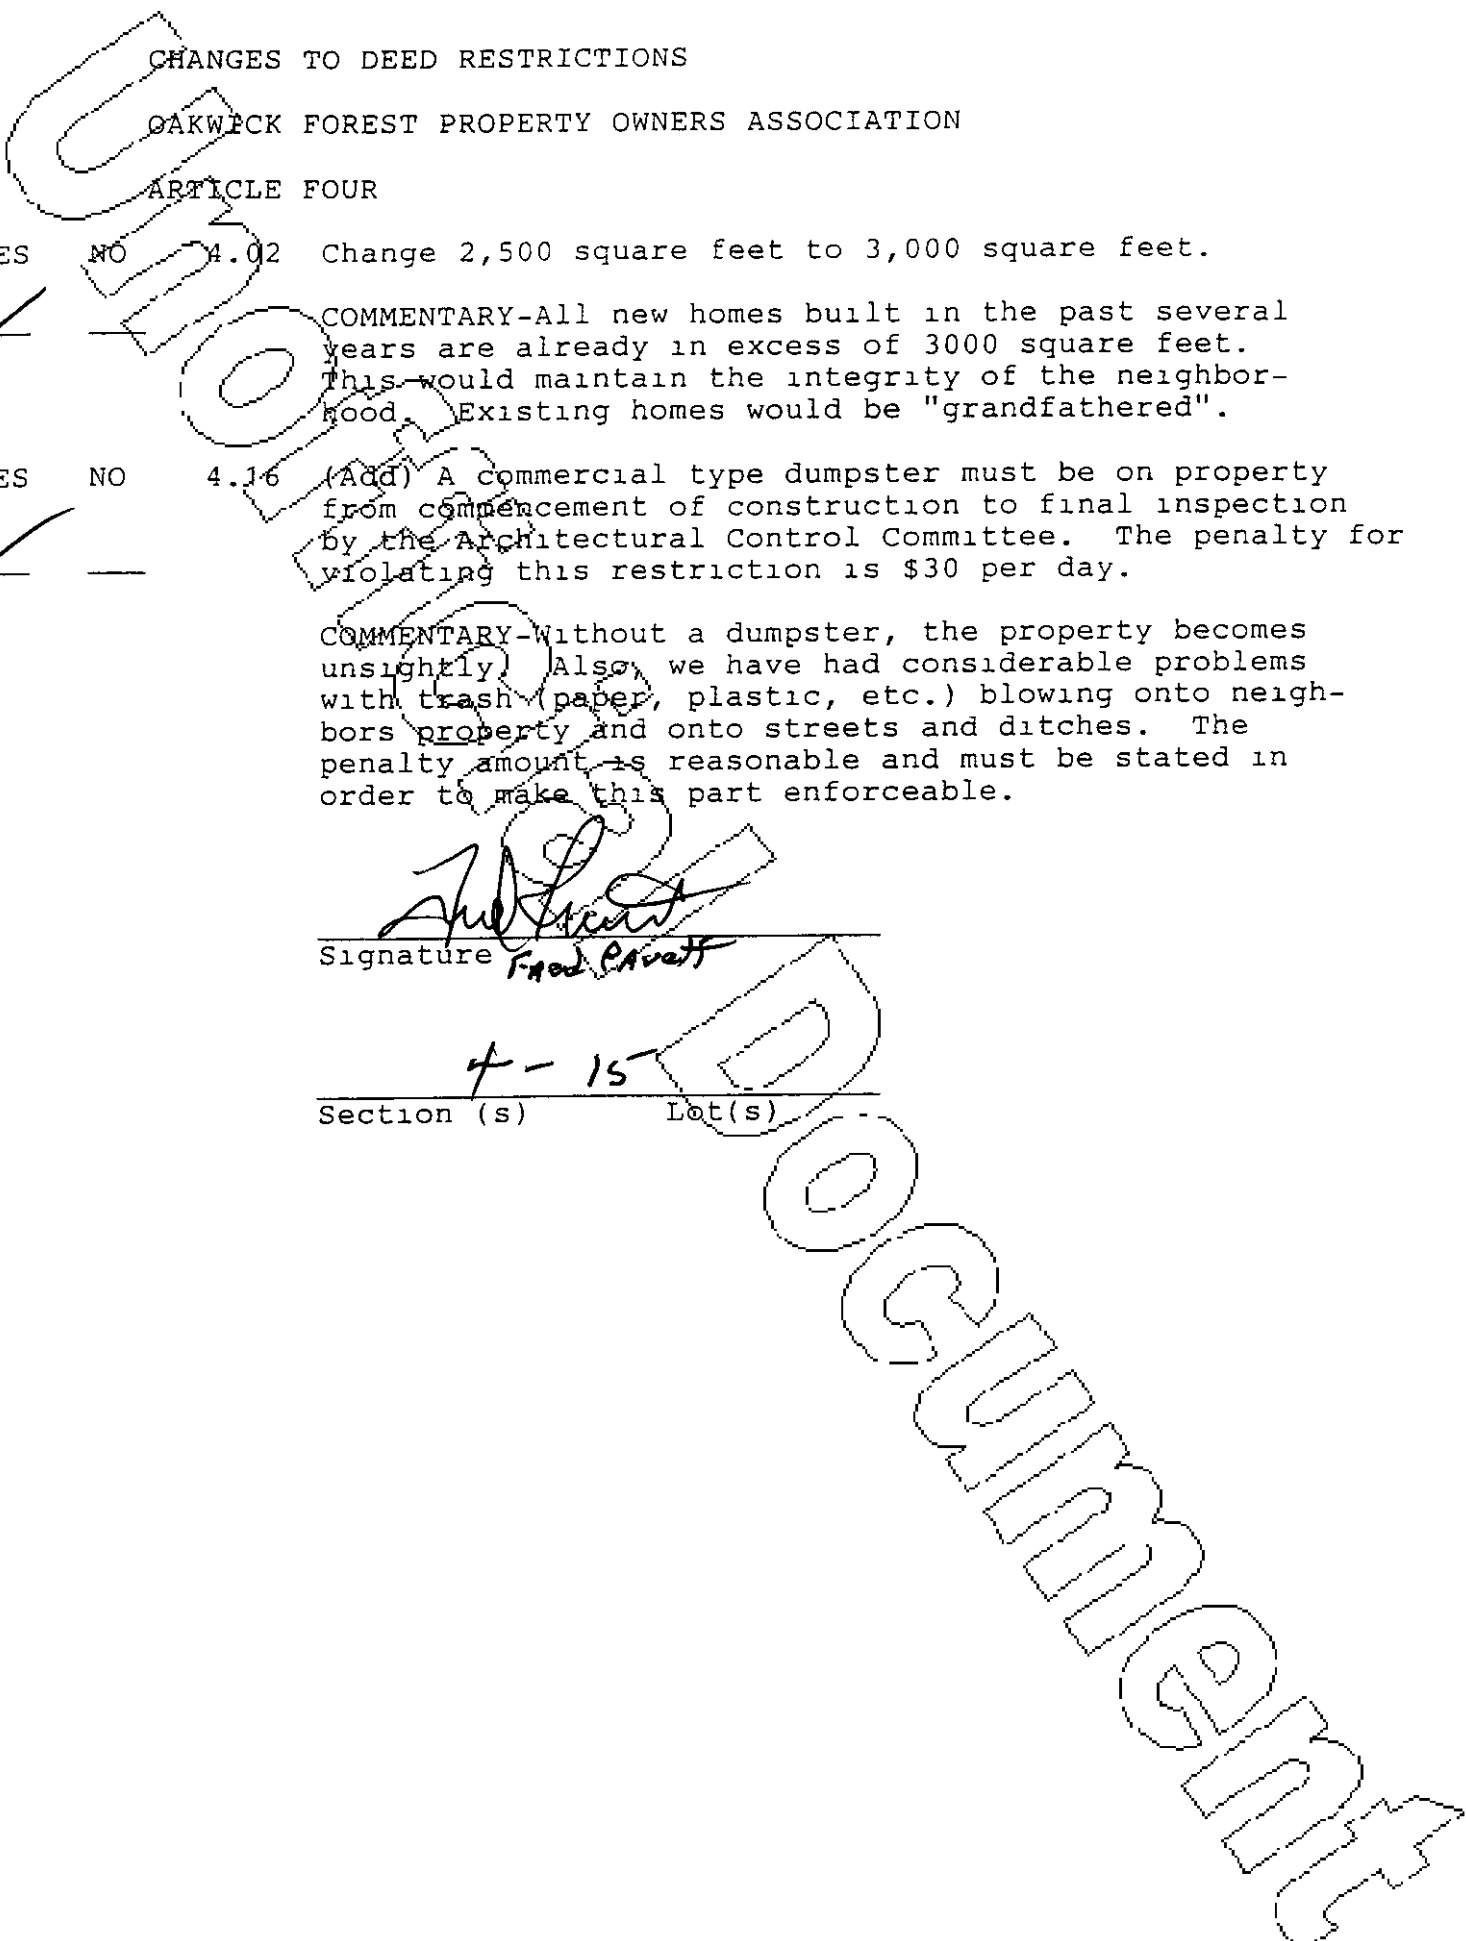 CHANGES TO DEED RESTRICTIONS
OAKWICK FOREST PROPERTY OWNERS ASSOCIATION
ARTICLE FOUR
ES NO 4.02 Change 2,500 square feet to 3,000 square feet.
COMMENTARY-All new homes built in the past several
years are already in excess of 3000 square feet.
This would maintain the integrity of the neighbor-
hood. Existing homes would be "grandfathered".
ES NO 4.16 (Add) A commercial type dumpster must be on property
from commencement of construction to final inspection
by the Architectural Control Committee. The penalty for
violating this restriction is $30 per day.
COMMENTARY-Without a dumpster, the property becomes
unsightly. Also, we have had considerable problems
with trash (paper, plastic, etc.) blowing onto neigh-
bors property and onto streets and ditches. The
penalty amount is reasonable and must be stated in
order to make this part enforceable.
Signature
4 - 15
Section (s) Lot(s)
Unofficial Document